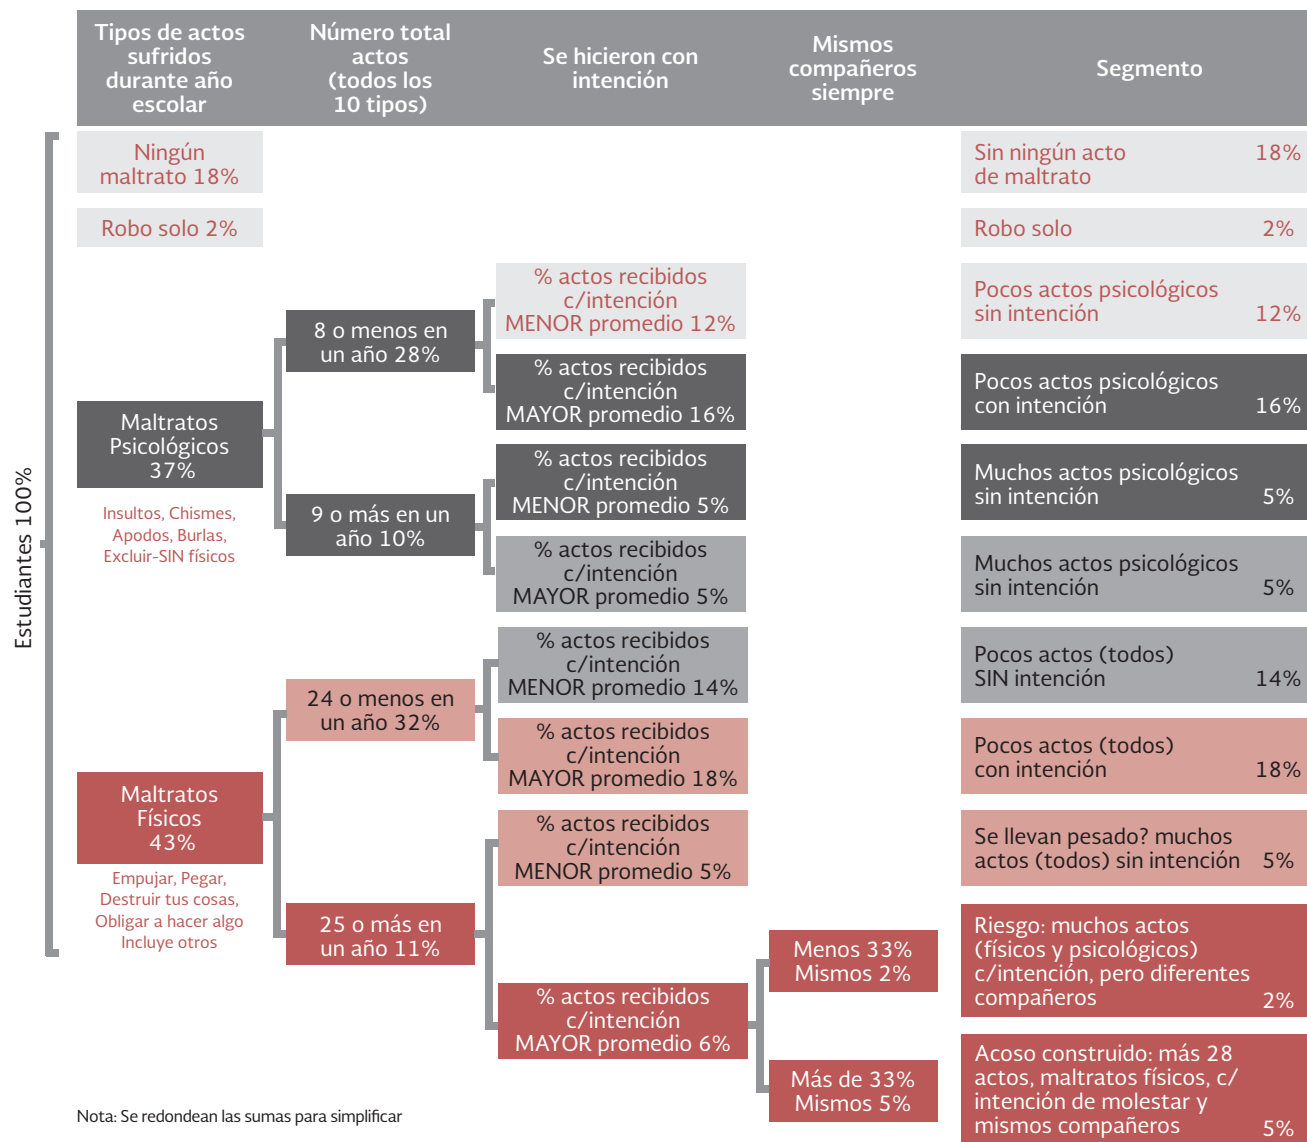 Tipos de actos
sufridos
durante año
escolar
Número total
actos
(todos los
10 tipos)
Se hicieron con
intención
Mismos
compañeros
siempre
Segmento
Estudiantes 100%
Ningún
maltrato 18%
Sin ningún acto
de maltrato
18%
Robo solo 2%
Robo solo
2%
Maltratos
Psicológicos
37%
Insultos, Chismes,
Apodos, Burlas,
Excluir-SIN físicos
8 o menos en
un año 28%
% actos recibidos
c/intención
MENOR promedio 12%
Pocos actos psicológicos
sin intención
12%
% actos recibidos
c/intención
MAYOR promedio 16%
Pocos actos psicológicos
con intención
16%
9 o más en un
año 10%
% actos recibidos
c/intención
MENOR promedio 5%
Muchos actos psicológicos
sin intención
5%
% actos recibidos
c/intención
MAYOR promedio 5%
Muchos actos psicológicos
sin intención
5%
Maltratos
Físicos
43%
Empujar, Pegar,
Destruir tus cosas,
Obligar a hacer algo
Incluye otros
24 o menos en
un año 32%
% actos recibidos
c/intención
MENOR promedio 14%
Pocos actos (todos)
SIN intención
14%
% actos recibidos
c/intención
MAYOR promedio 18%
Pocos actos (todos)
con intención
18%
25 o más en
un año 11%
% actos recibidos
c/intención
MENOR promedio 5%
Se llevan pesado? muchos
actos (todos) sin intención
5%
% actos recibidos
c/intención
MAYOR promedio 6%
Menos 33%
Mismos 2%
Riesgo: muchos actos
(físicos y psicológicos)
c/intención, pero diferentes
compañeros
2%
Más de 33%
Mismos 5%
Acoso construido: más 28
actos, maltratos físicos, c/
intención de molestar y
mismos compañeros
5%
Nota: Se redondean las sumas para simplificar